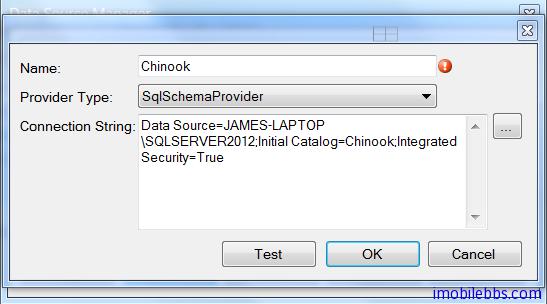 Data Source Manager
Name:
Chinook
Provider Type:
SqlSchemaProvider
Connection String:
Data Source=JAMES-LAPTOP
\SQLSERVER2012;Initial Catalog=Chinook;Integrated
Security=True
...
Test
OK
Cancel
imobilebbs.com